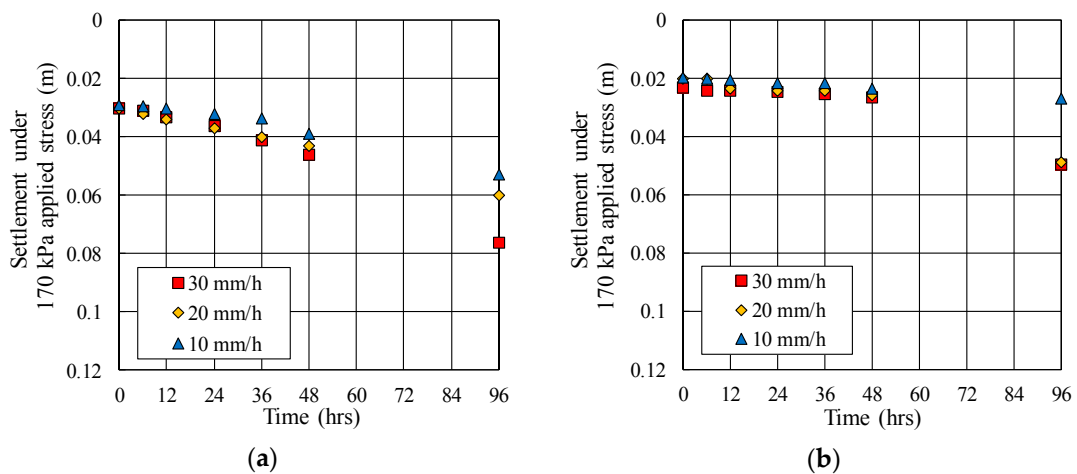 Settlement under
170 kPa applied stress (m)
0
0.02
0.04
0.06
0.08
0.1
0.12
30 mm/h
20 mm/h
10 mm/h
0 12 24 36 48 60 72 84 96
Time (hrs)
(a)
Settlement under
170 kPa applied stress (m)
0
0.02
0.04
0.06
0.08
0.1
0.12
30 mm/h
20 mm/h
10 mm/h
0 12 24 36 48 60 72 84 96
Time (hrs)
(b)